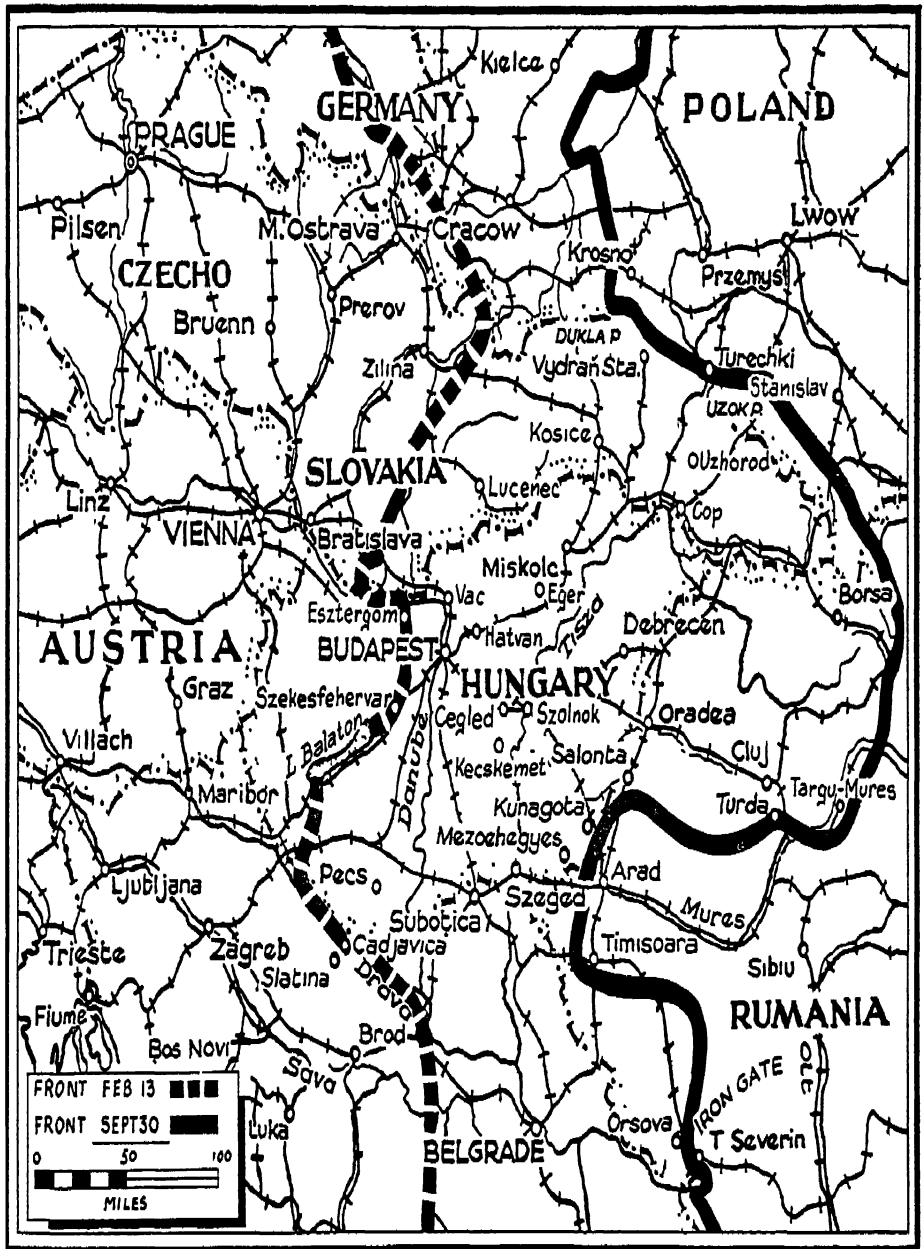 Kielce
GERMANY
POLAND
PRAGUE
Pilsen
M. Ostrava
Cracow
Lwow
Krosno
Przemysl
CZECHO
Prerov
Bruenn
DUKLA P.
Zilina
Vydrań Sta.
Turechki
Stanislav
UZOK P.
Kosice
SLOVAKIA
Uzhorod
Linz
Lucenec
Cop
VIENNA
Bratislava
Miskolc
Eger
Vac
Borsa
Esztergom
Tisza
Hatvan
Debrecen
AUSTRIA
BUDAPEST
Graz
Szekesfehervar
HUNGARY
Cegled
Szolnok
Oradea
L. Balaton
Danube
Villach
Kecskemet
Salonta
Cluj
Maribor
Targu-Mures
Kunagota
Turda
Mezoehegyes
Ljubljana
Pecs
Arad
Szeged
Mures
Subotica
Trieste
Zagreb
Cadjavica
Timisoara
Slatina
Drava
Sibiu
Fiume
RUMANIA
Bos Novi
Brod
Sava
IRON GATE
Olt
FRONT FEB 13
FRONT SEPT 30
Luka
Orsova
T Severin
BELGRADE
0 50 100
MILES